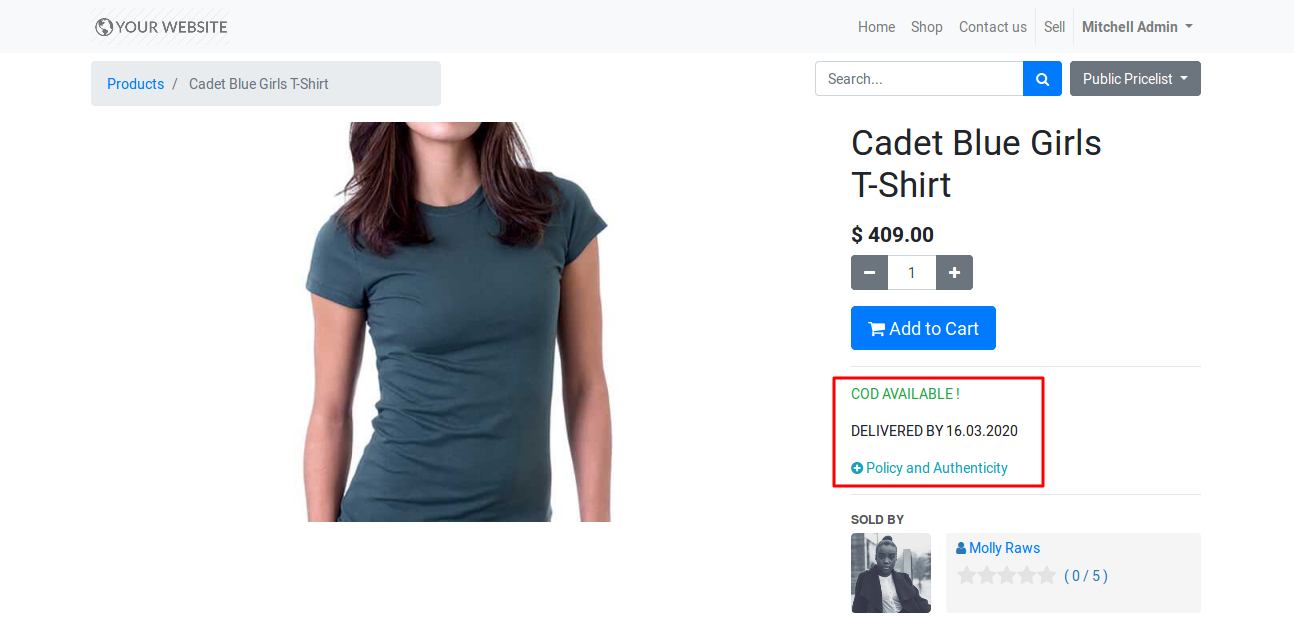 YOUR WEBSITE
Home Shop Contact us Sell Mitchell Admin
Products / Cadet Blue Girls T-Shirt
Search...
Public Pricelist
Cadet Blue Girls
T-Shirt
$ 409.00
1
Add to Cart
COD AVAILABLE !
DELIVERED BY 16.03.2020
Policy and Authenticity
SOLD BY
Molly Raws
( 0 / 5 )